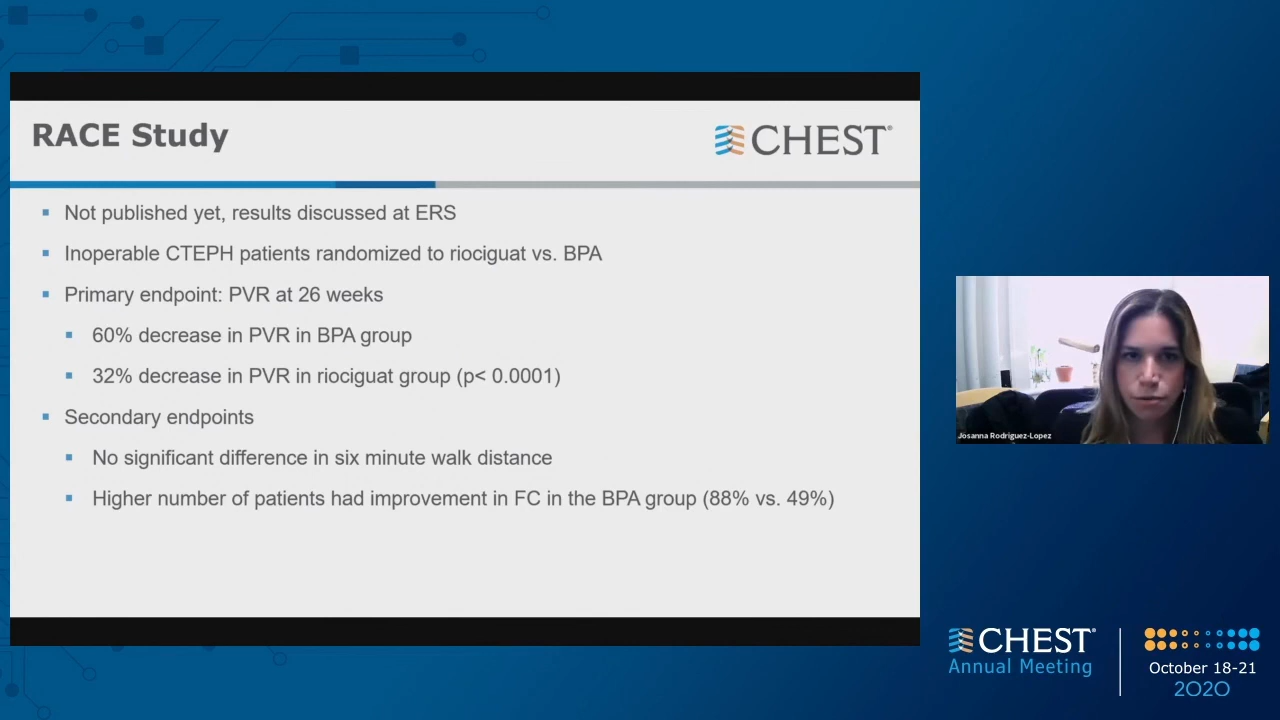 RACE Study
CHEST®
Not published yet, results discussed at ERS
Inoperable CTEPH patients randomized to riociguat vs. BPA
Primary endpoint: PVR at 26 weeks
60% decrease in PVR in BPA group
32% decrease in PVR in riociguat group (p< 0.0001)
Secondary endpoints
No significant difference in six minute walk distance
Higher number of patients had improvement in FC in the BPA group (88% vs. 49%)
Josanna Rodriguez-Lopez
CHEST®
Annual Meeting
October 18-21
2020